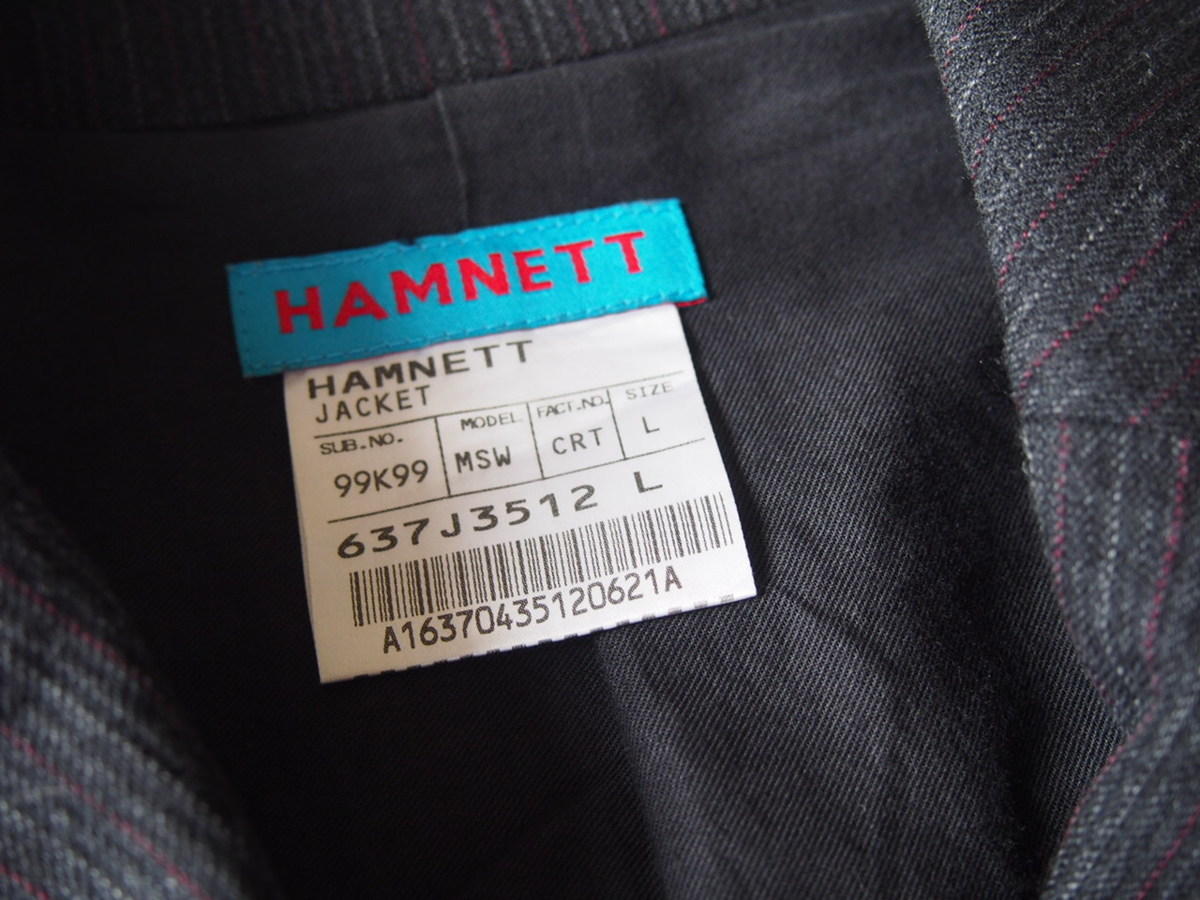 HAMNETT
HAMNETT
JACKET
SUB.NO. MODEL FACT.NO. SIZE
99K99 MSW CRT L
637J3512 L
A16370435120621A